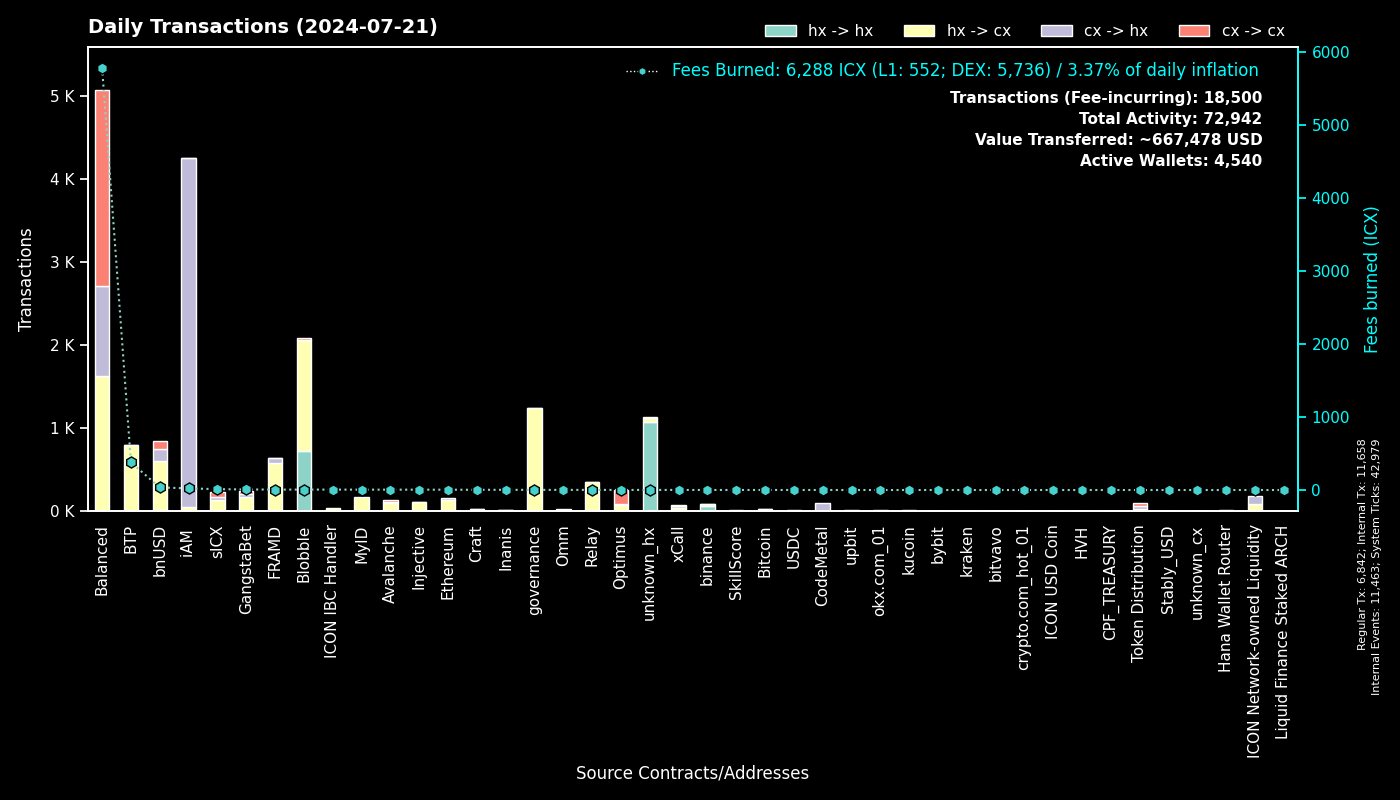 Daily Transactions (2024-07-21)
hx -> hx
hx -> cx
cx -> hx
cx -> cx
Fees Burned: 6,288 ICX (L1: 552; DEX: 5,736) / 3.37% of daily inflation
Transactions (Fee-incurring): 18,500
Total Activity: 72,942
Value Transferred: ~667,478 USD
Active Wallets: 4,540
Transactions
5 K
4 K
3 K
2 K
1 K
0 K
6000
5000
4000
3000
2000
1000
0
Fees burned (ICX)
Balanced
BTP
bnUSD
iAM
sICX
GangstaBet
FRAMD
Blobble
ICON IBC Handler
MyID
Avalanche
Injective
Ethereum
Craft
Inanis
governance
Omm
Relay
Optimus
unknown_hx
xCall
binance
SkillScore
Bitcoin
USDC
CodeMetal
upbit
okx.com_01
kucoin
bybit
kraken
bitvavo
crypto.com_hot_01
ICON USD Coin
HVH
CPF_TREASURY
Token Distribution
Stably_USD
unknown_cx
Hana Wallet Router
ICON Network-owned Liquidity
Liquid Finance Staked ARCH
Source Contracts/Addresses
Regular Tx: 6,842; Internal Tx: 11,658
Internal Events: 11,463; System Ticks: 42,979